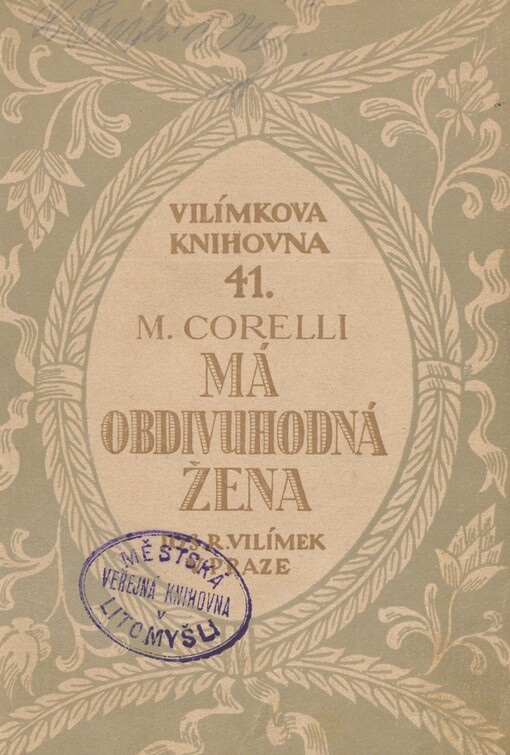 VILÍMKOVA
KNIHOVNA
41.
M. CORELLI
MÁ
OBDIVUHODNÁ
ŽENA
R. VILÍMEK
PRAZE
MĚSTSKÁ
VEŘEJNÁ KNIHOVNA
V
LITOMYŠLI